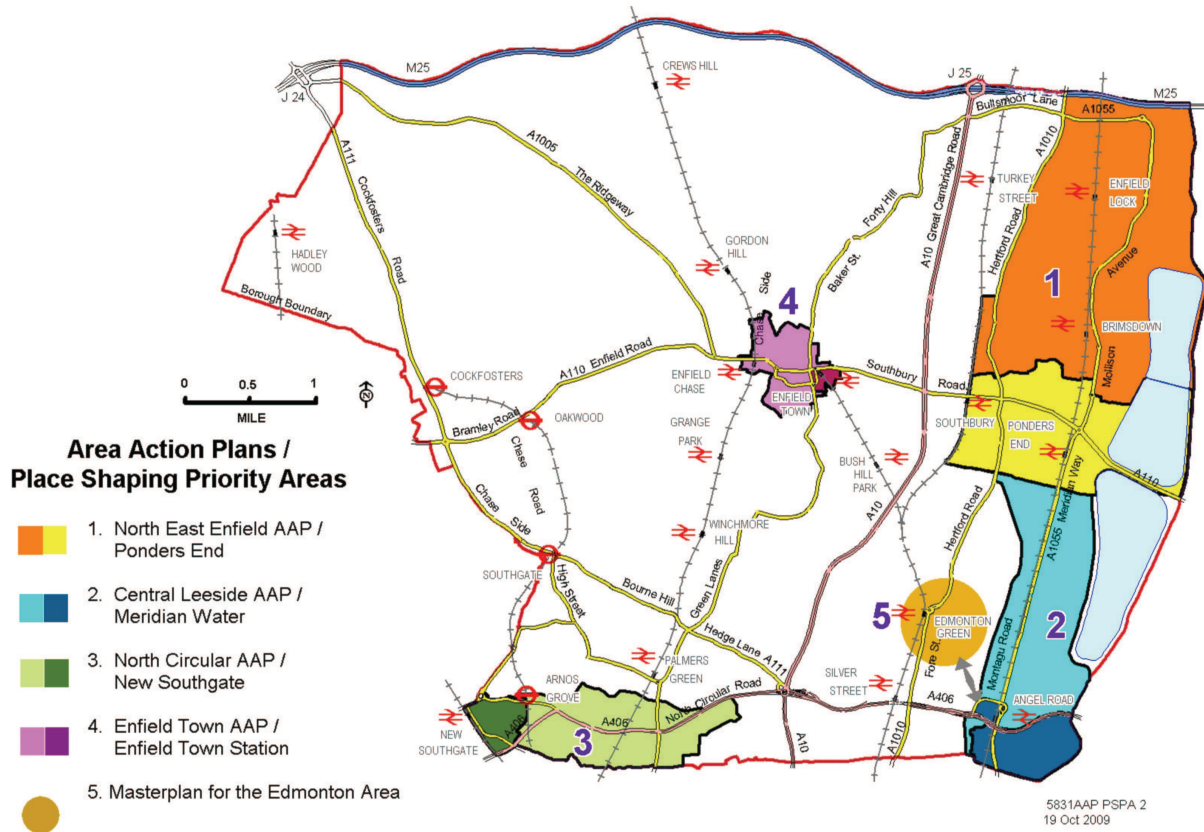 M25
J 24
CREWS HILL
J 25
Bullsmoor Lane
A1055
M25
A111
A1005
The Ridgeway
A10 Great Cambridge Road
A1010
TURKEY
STREET
ENFIELD
LOCK
Cockfosters
Road
HADLEY
WOOD
Borough Boundary
GORDON
HILL
Forty Hill
Baker St.
Hertford Road
Avenue
Chase
Side
4
1
BRIMSDOWN
Mollison
0 0.5 1
MILE
COCKFOSTERS
A110 Enfield Road
ENFIELD
CHASE
ENFIELD
TOWN
Southbury
Road
Bramley Road
OAKWOOD
Chase
Road
GRANGE
PARK
SOUTHBURY
PONDERS
END
BUSH
HILL
PARK
A110
A10
A1055 Meridian Way
Hertford Road
Chase
Side
WINCHMORE
HILL
SOUTHGATE
High Street
Bourne Hill
Green Lanes
Hedge Lane A111
5
EDMONTON
GREEN
2
Fore St.
Montagu Road
PALMERS
GREEN
SILVER
STREET
ARNOS
GROVE
A406
A406
North Circular Road
A406
ANGEL ROAD
NEW
SOUTHGATE
3
A10
A1010
Area Action Plans /
Place Shaping Priority Areas
1. North East Enfield AAP /
Ponders End
2. Central Leeside AAP /
Meridian Water
3. North Circular AAP /
New Southgate
4. Enfield Town AAP /
Enfield Town Station
5. Masterplan for the Edmonton Area
5831AAP PSPA 2
19 Oct 2009